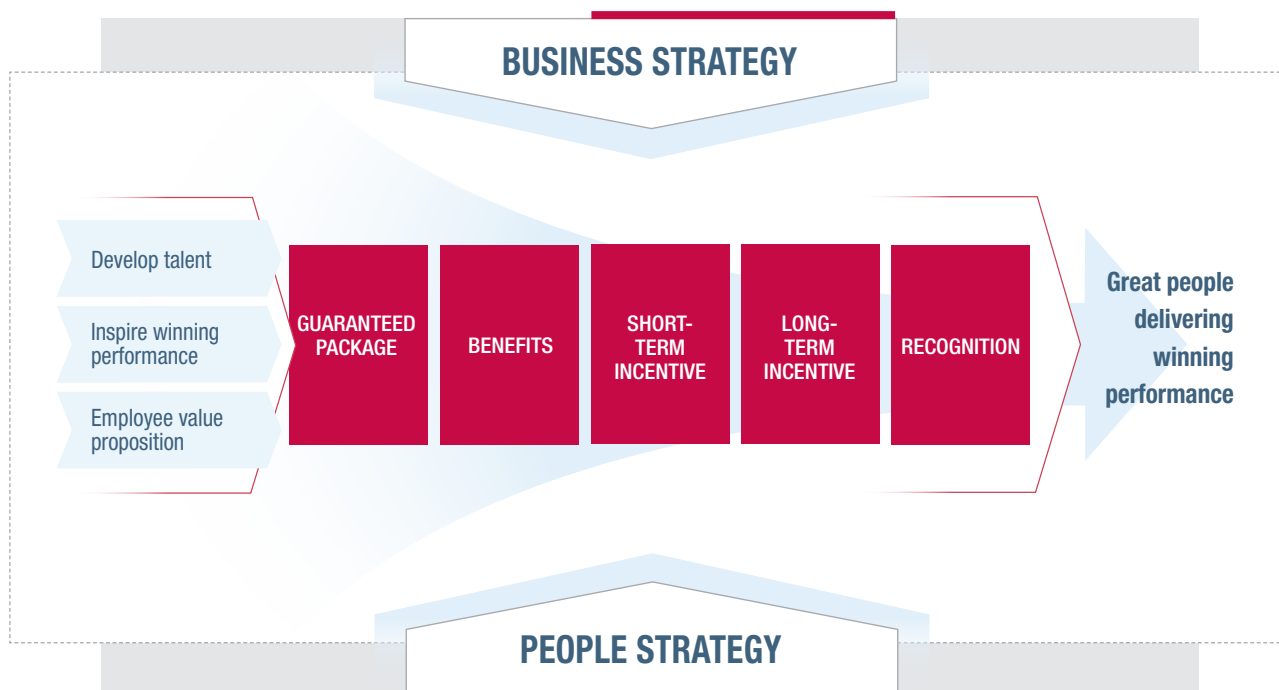 BUSINESS STRATEGY
Develop talent
Inspire winning
performance
Employee value
proposition
GUARANTEED
PACKAGE
BENEFITS
SHORT-
TERM
INCENTIVE
LONG-
TERM
INCENTIVE
RECOGNITION
Great people
delivering
winning
performance
PEOPLE STRATEGY